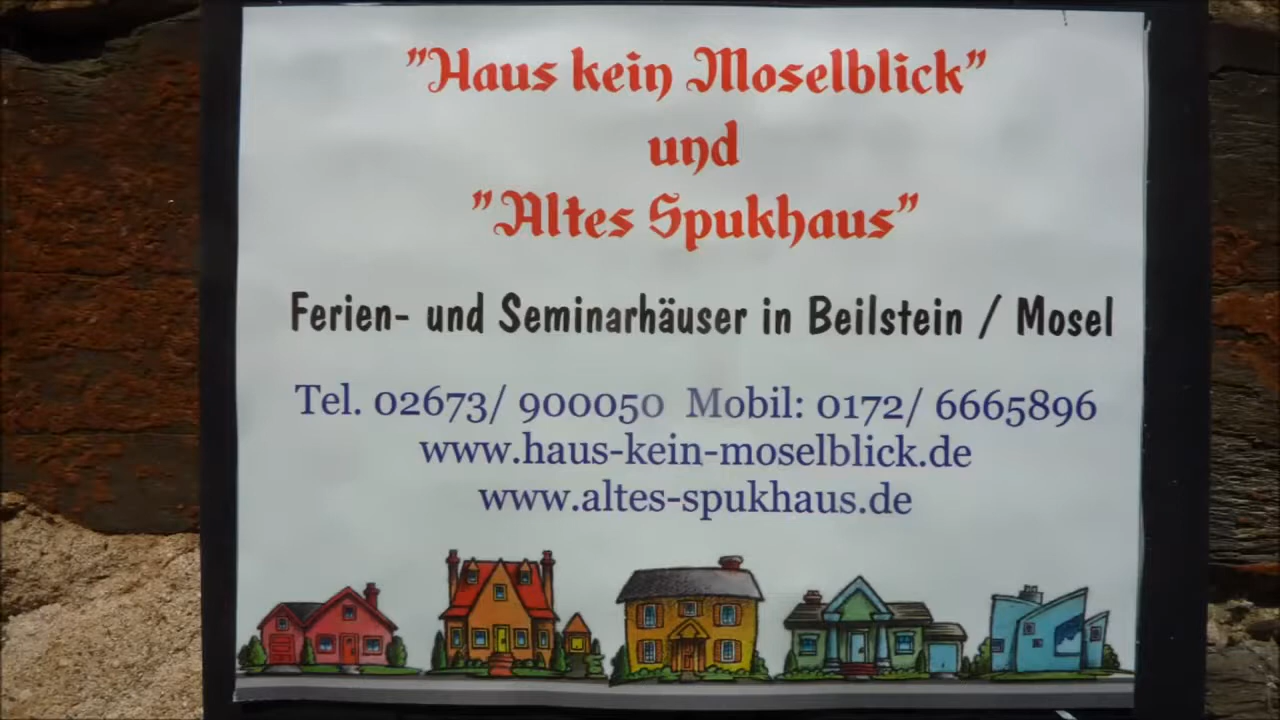 "Haus kein Moselblick"
und
"Altes Spukhaus"
Ferien- und Seminarhäuser in Beilstein / Mosel
Tel. 02673/ 900050 Mobil: 0172/ 6665896
www.haus-kein-moselblick.de
www.altes-spukhaus.de